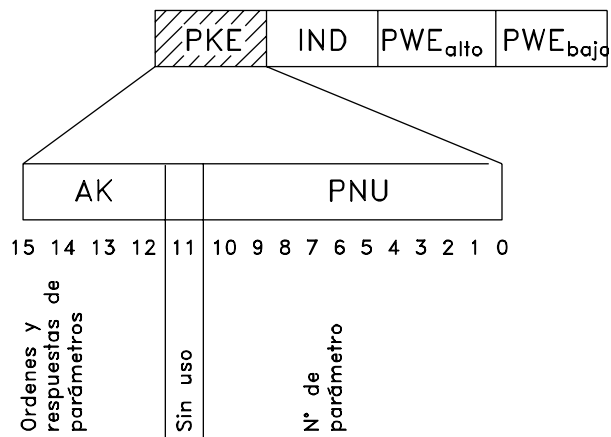 PKE IND PWEalto PWEbajo
AK PNU
15 14 13 12 11 10 9 8 7 6 5 4 3 2 1 0
Ordenes y
respuestas de
parámetros
Sin uso
N° de
parámetro